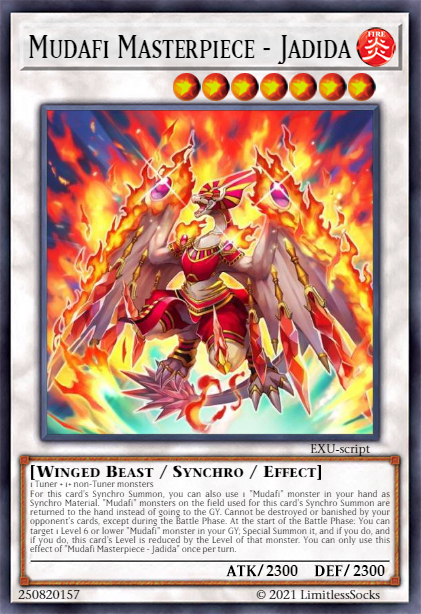 MUDAFI MASTERPIECE - JADIDA
FIRE
炎
EXU-script
[WINGED BEAST / SYNCHRO / EFFECT]
1 Tuner + 1+ non-Tuner monsters
For this card's Synchro Summon, you can also use 1 "Mudafi" monster in your hand as
Synchro Material. "Mudafi" monsters on the field used for this card's Synchro Summon are
returned to the hand instead of going to the GY. Cannot be destroyed or banished by your
opponent's cards, except during the Battle Phase. At the start of the Battle Phase: You can
target 1 Level 6 or lower "Mudafi" monster in your GY; Special Summon it, and if you do, and
if you do, this card's Level is reduced by the Level of that monster. You can only use this
effect of "Mudafi Masterpiece - Jadida" once per turn.
ATK/2300 DEF/2300
250820157
© 2021 LimitlessSocks